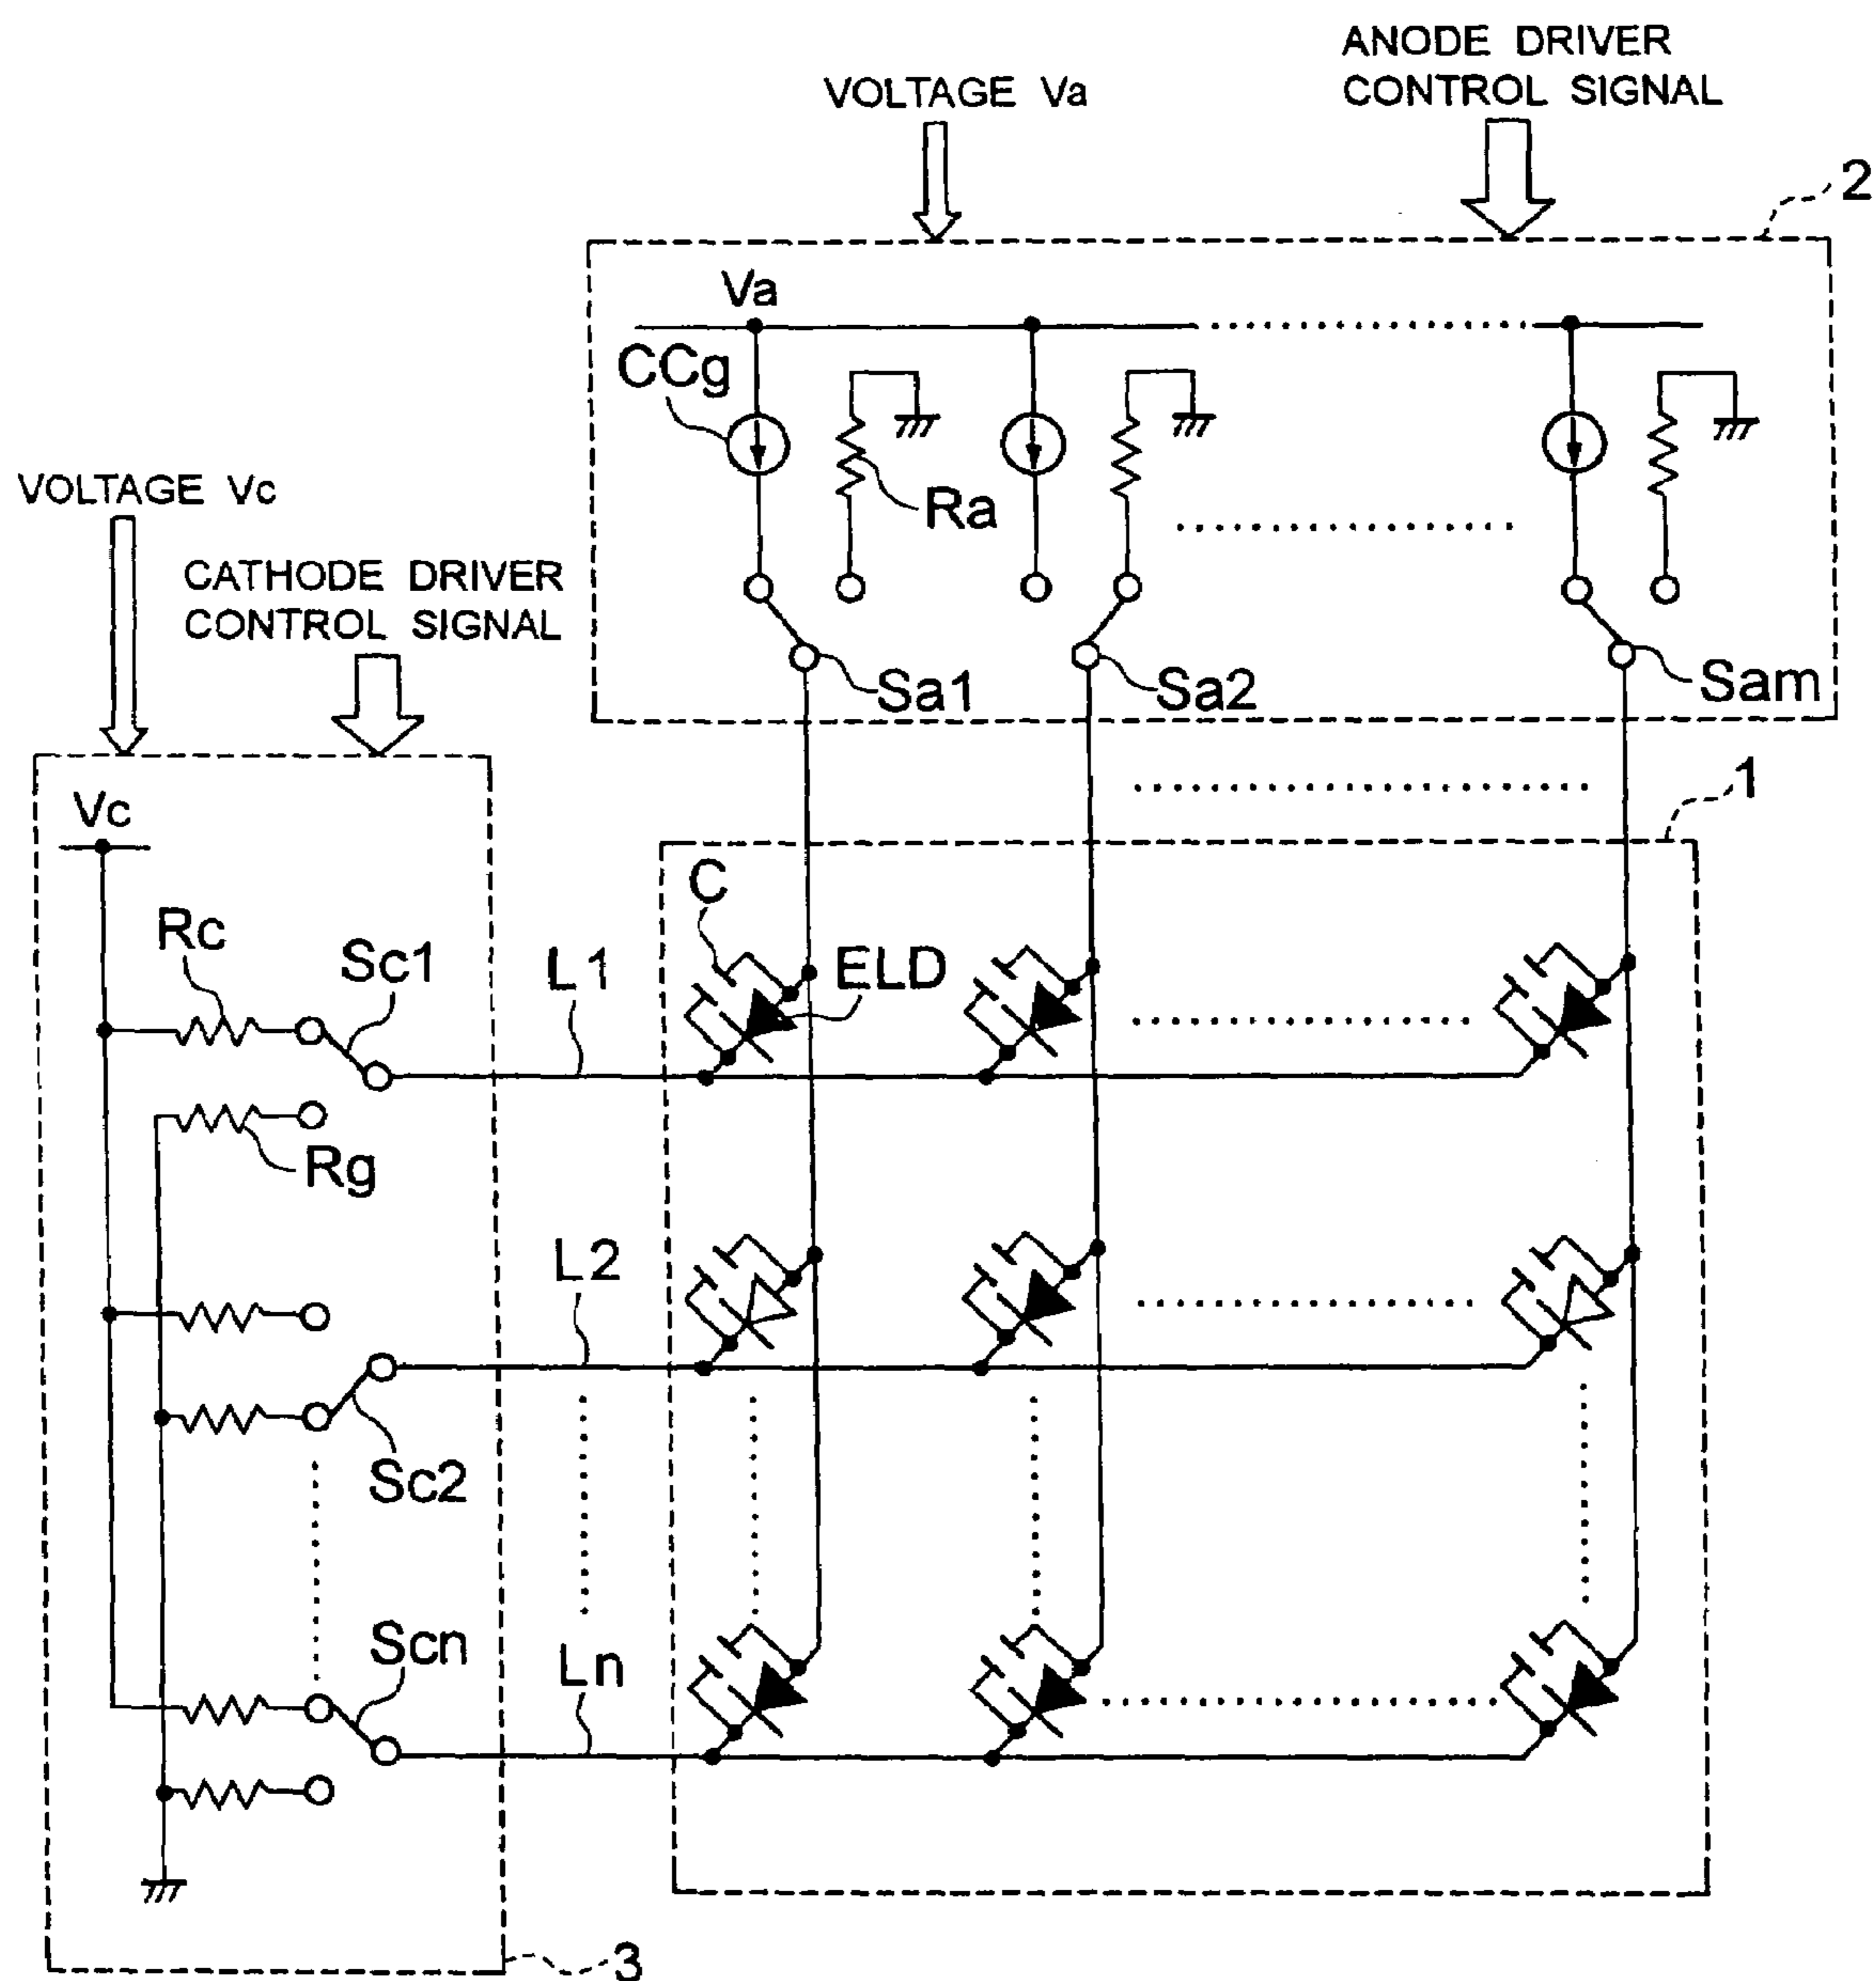 ANODE DRIVER
CONTROL SIGNAL
VOLTAGE Va
2
Va
CCg
Ra
VOLTAGE Vc
CATHODE DRIVER
CONTROL SIGNAL
Sa1
Sa2
Sam
1
Vc
C
Rc
Sc1
L1
ELD
Rg
L2
Sc2
Scn
Ln
3